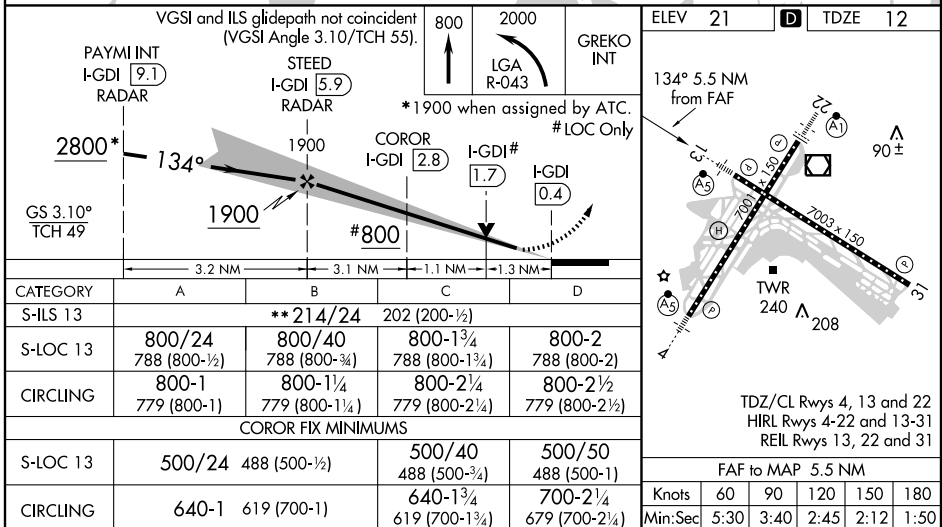 VGSI and ILS glidepath not coincident
(VGSI Angle 3.10/TCH 55).
800
2000
LGA
R-043
GREKO
INT
PAYMI INT
I-GDI 9.1
RADAR
STEED
I-GDI 5.9
RADAR
*1900 when assigned by ATC.
#LOC Only
COROR
I-GDI 2.8
I-GDI#
1.7
I-GDI
0.4
2800*
134°
1900
1900
#800
GS 3.10°
TCH 49
3.2 NM
3.1 NM
1.1 NM
1.3 NM
CATEGORY A B C D
S-ILS 13 **214/24 202 (200-½)
S-LOC 13 800/24 800/40 800-1¾ 800-2
788 (800-½) 788 (800-¾) 788 (800-1¾) 788 (800-2)
CIRCLING 800-1 800-1¼ 800-2¼ 800-2½
779 (800-1) 779 (800-1¼) 779 (800-2¼) 779 (800-2½)
COROR FIX MINIMUMS
S-LOC 13 500/24 488 (500-½) 500/40 500/50
488 (500-¾) 488 (500-1)
CIRCLING 640-1 619 (700-1) 640-1¾ 700-2¼
619 (700-1¾) 679 (700-2¼)
ELEV 21
D
TDZE 12
134° 5.5 NM
from FAF
22
A1
90 ±
13
P
P
A5
7001 x 150
7003 x 150
H
P
31
TWR
240
208
A5
P
4
TDZ/CL Rwys 4, 13 and 22
HIRL Rwys 4-22 and 13-31
REIL Rwys 13, 22 and 31
FAF to MAP 5.5 NM
Knots 60 90 120 150 180
Min:Sec 5:30 3:40 2:45 2:12 1:50